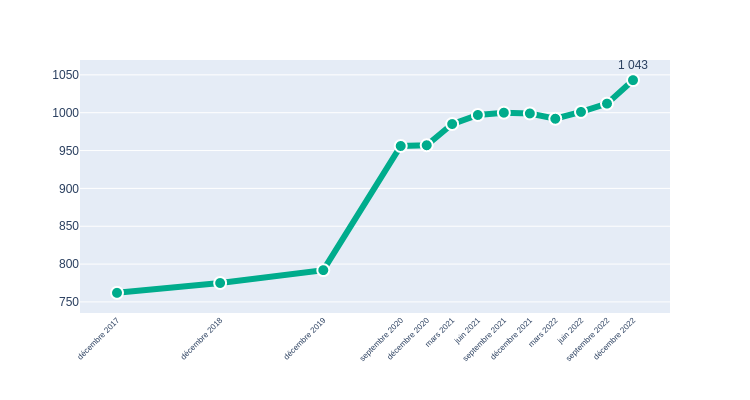 1 043
1050
1000
950
900
850
800
750
décembre 2017
décembre 2018
décembre 2019
septembre 2020
décembre 2020
mars 2021
juin 2021
septembre 2021
décembre 2021
mars 2022
juin 2022
septembre 2022
décembre 2022